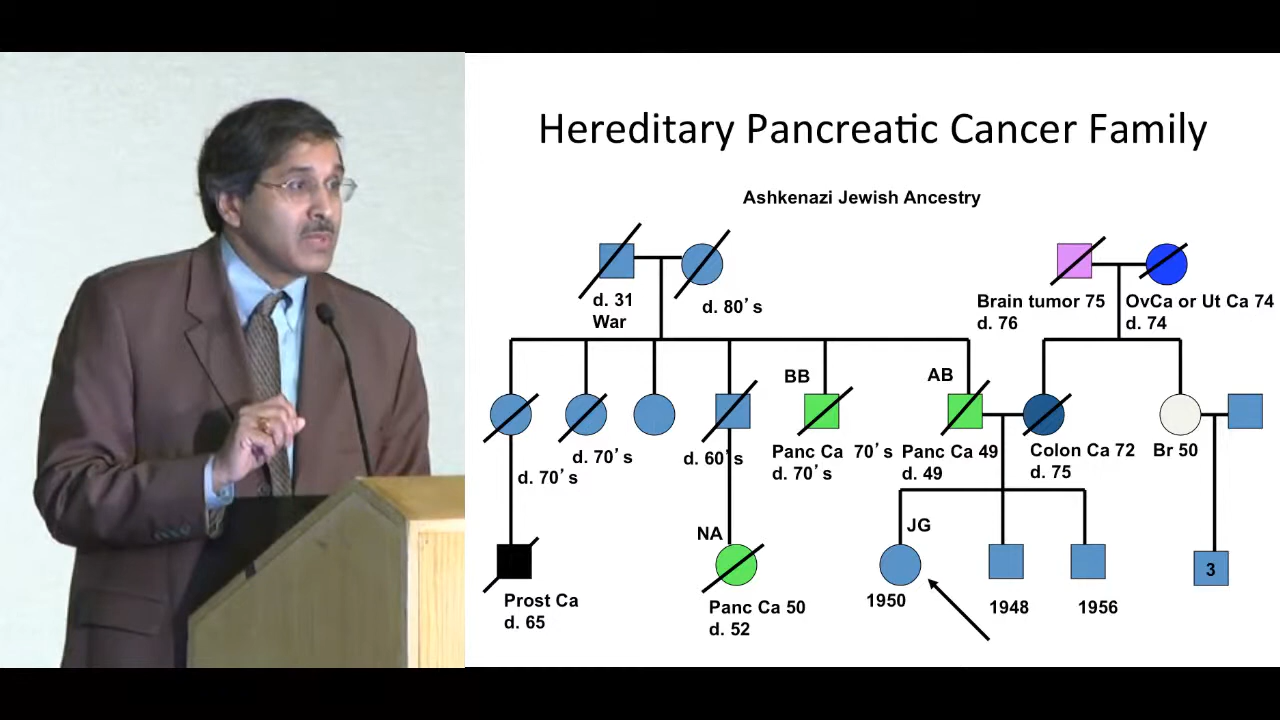 Hereditary Pancreatic Cancer Family
Ashkenazi Jewish Ancestry
d. 31
War
d. 80's
Brain tumor 75
d. 76
OvCa or Ut Ca 74
d. 74
BB
AB
d. 70's
d. 70's
d. 60's
Panc Ca 70's
d. 70's
Panc Ca 49
d. 49
Colon Ca 72
d. 75
Br 50
NA
JG
3
Prost Ca
d. 65
Panc Ca 50
d. 52
1950
1948
1956